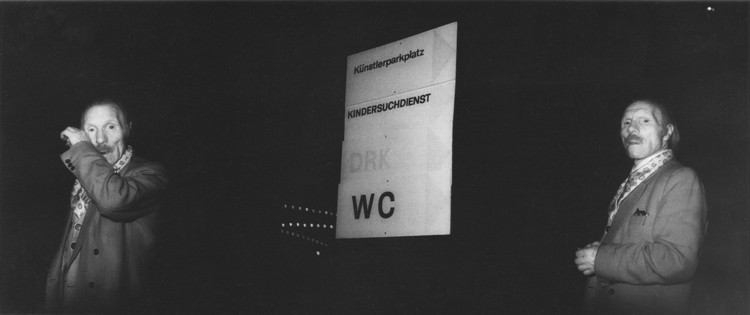 Künstlerparkplatz
KINDERSUCHDIENST
DRK
WC